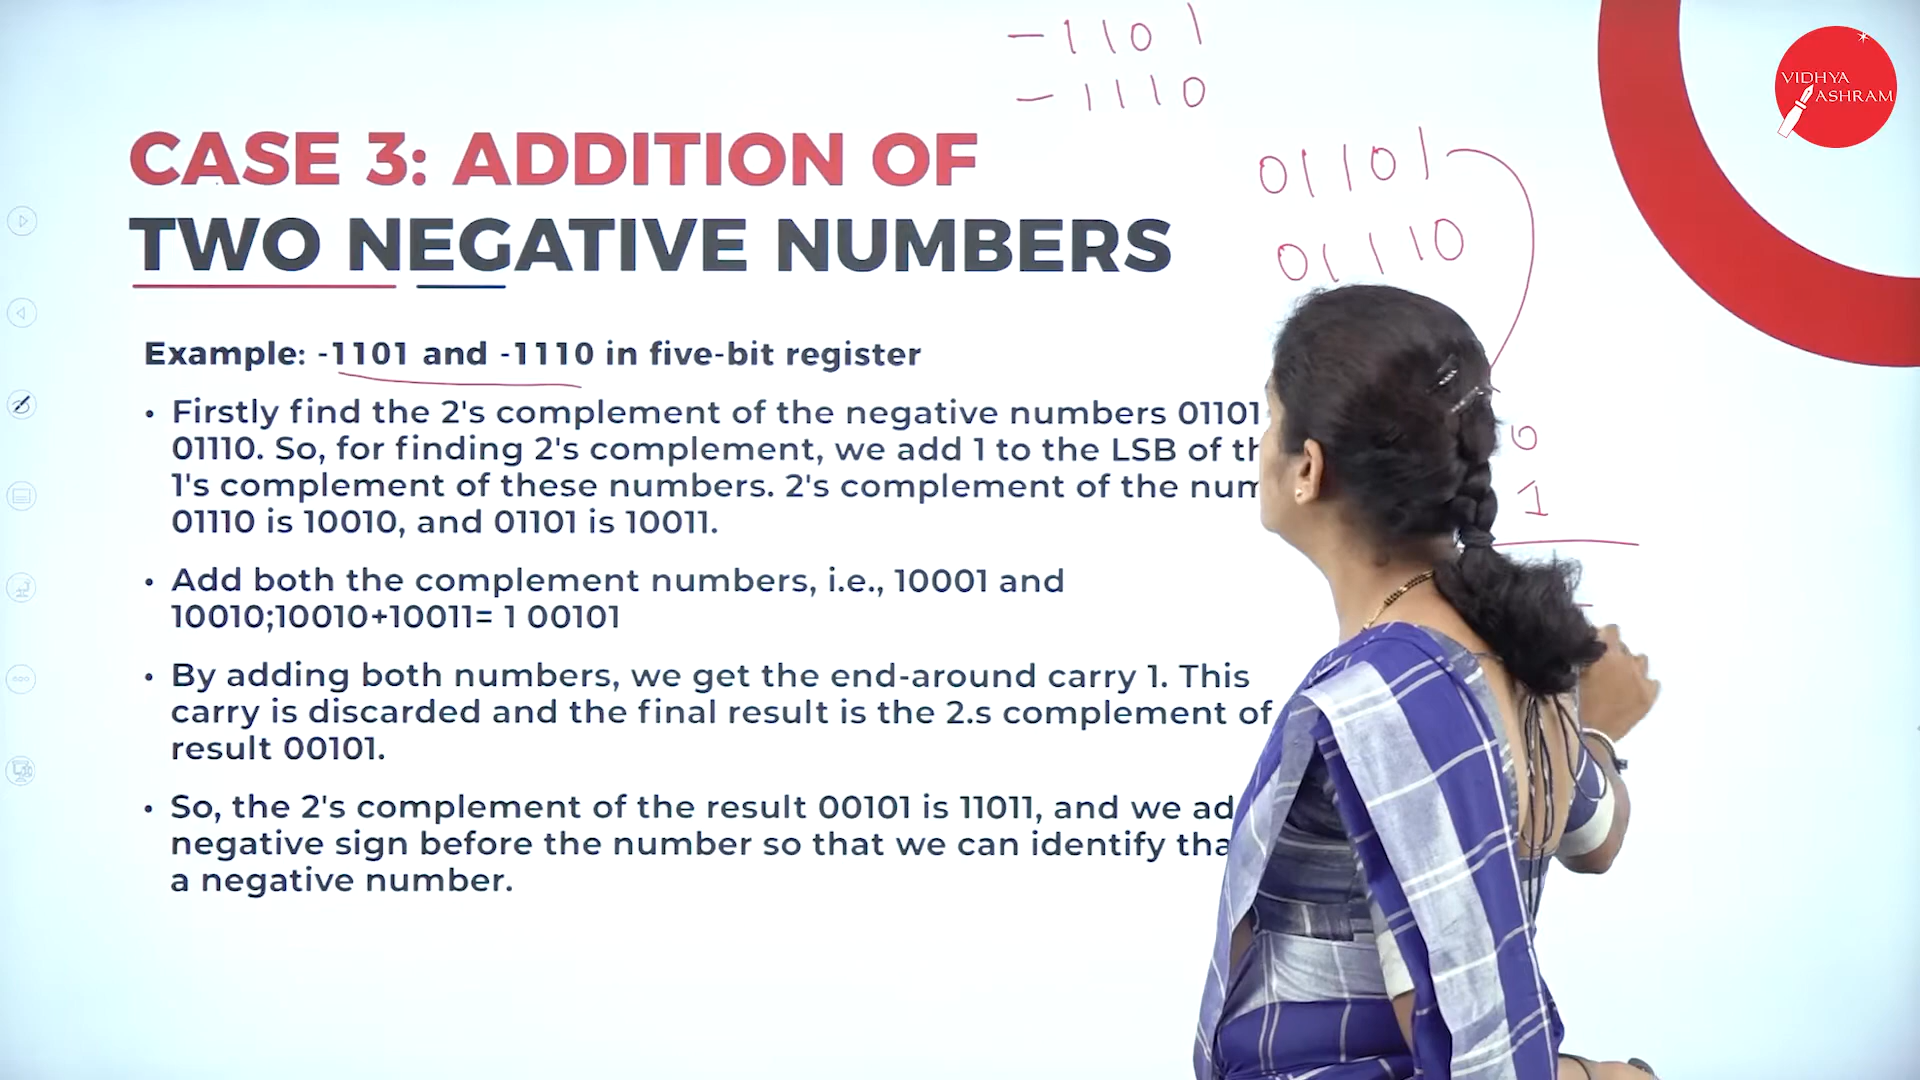 -1101
-1110
VIDHYA
ASHRAM
CASE 3: ADDITION OF
TWO NEGATIVE NUMBERS
01101
01110
Example: -1101 and -1110 in five-bit register
• Firstly find the 2's complement of the negative numbers 01101
01110. So, for finding 2's complement, we add 1 to the LSB of
1's complement of these numbers. 2's complement of the
01110 is 10010, and 01101 is 10011.
0
1
• Add both the complement numbers, i.e., 10001 and
10010;10010+10011= 1 00101
• By adding both numbers, we get the end-around carry 1. This
carry is discarded and the final result is the 2.s complement of
result 00101.
• So, the 2's complement of the result 00101 is 11011, and we
negative sign before the number so that we can identify
a negative number.